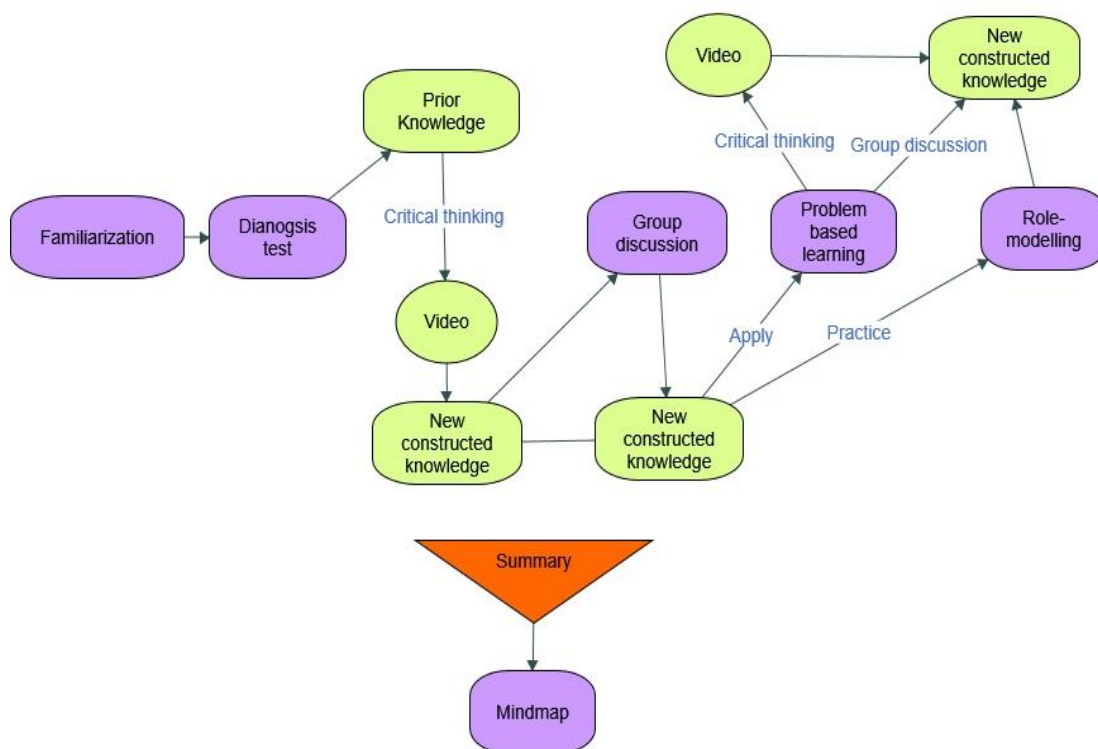 New
constructed
knowledge
Video
Prior
Knowledge
Critical thinking
Group discussion
Critical thinking
Familiarization
Dianogsis
test
Group
discussion
Problem
based
learning
Role-
modelling
Video
Apply
Practice
New
constructed
knowledge
New
constructed
knowledge
Summary
Mindmap